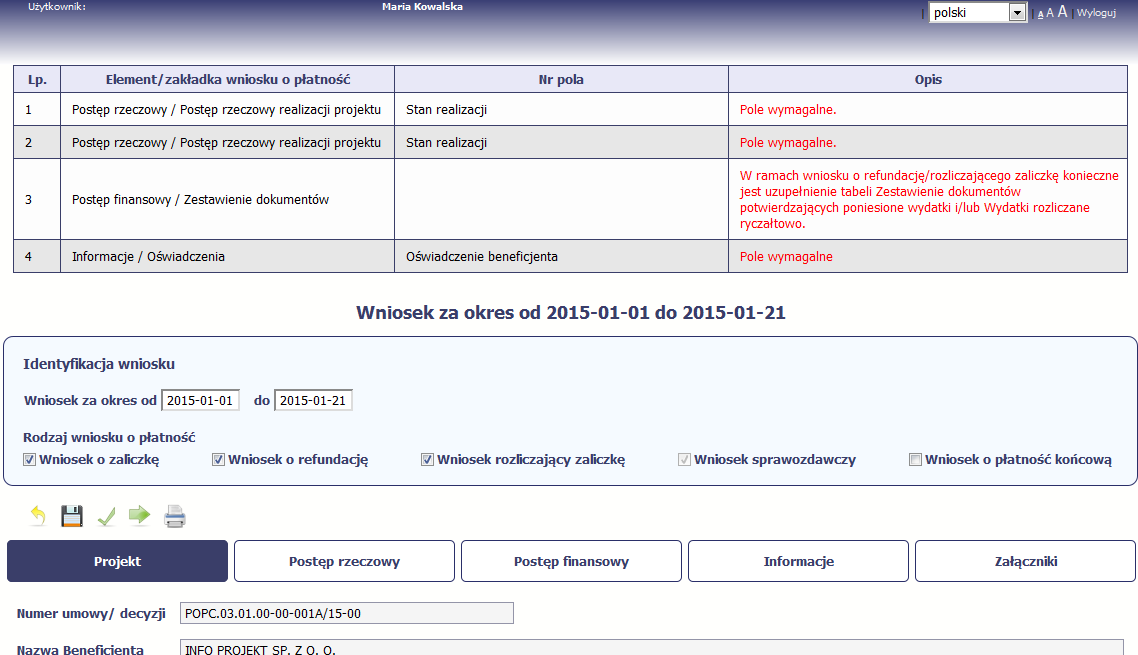 Użytkownik: Maria Kowalska | polski | A A A | Wyloguj
Lp. Element/zakładka wniosku o płatność Nr pola Opis
1 Postęp rzeczowy / Postęp rzeczowy realizacji projektu Stan realizacji Pole wymagalne.
2 Postęp rzeczowy / Postęp rzeczowy realizacji projektu Stan realizacji Pole wymagalne.
3 Postęp finansowy / Zestawienie dokumentów W ramach wniosku o refundację/rozliczającego zaliczkę konieczne
jest uzupełnienie tabeli Zestawienie dokumentów
potwierdzających poniesione wydatki i/lub Wydatki rozliczane
ryczałtowo.
4 Informacje / Oświadczenia Oświadczenie beneficjenta Pole wymagalne
Wniosek za okres od 2015-01-01 do 2015-01-21
Identyfikacja wniosku
Wniosek za okres od 2015-01-01 do 2015-01-21
Rodzaj wniosku o płatność
Wniosek o zaliczkę Wniosek o refundację Wniosek rozliczający zaliczkę Wniosek sprawozdawczy Wniosek o płatność końcową
Projekt Postęp rzeczowy Postęp finansowy Informacje Załączniki
Numer umowy/ decyzji POPC.03.01.00-00-001A/15-00
Nazwa Beneficjenta INFO PROJEKT SP. Z O. O.